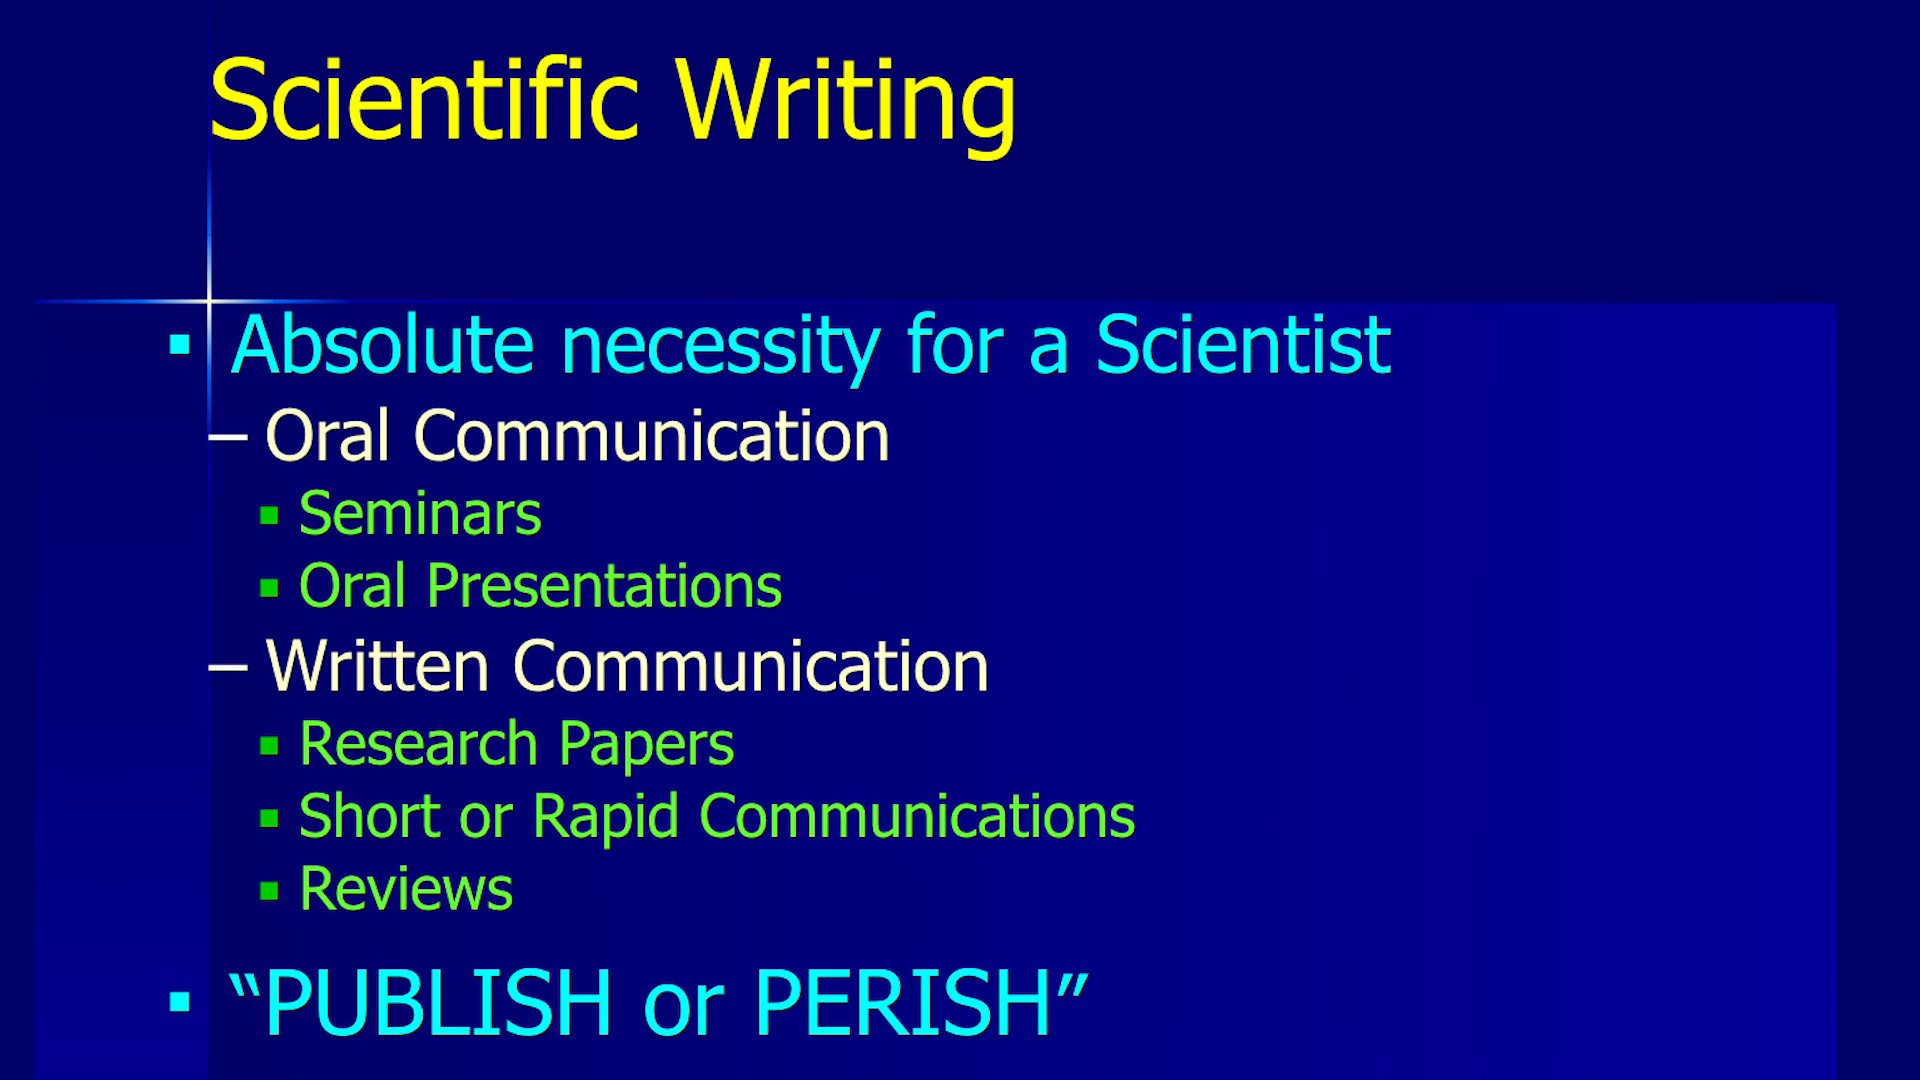 Scientific Writing
▪ Absolute necessity for a Scientist
– Oral Communication
▪ Seminars
▪ Oral Presentations
– Written Communication
▪ Research Papers
▪ Short or Rapid Communications
▪ Reviews
▪ “PUBLISH or PERISH”